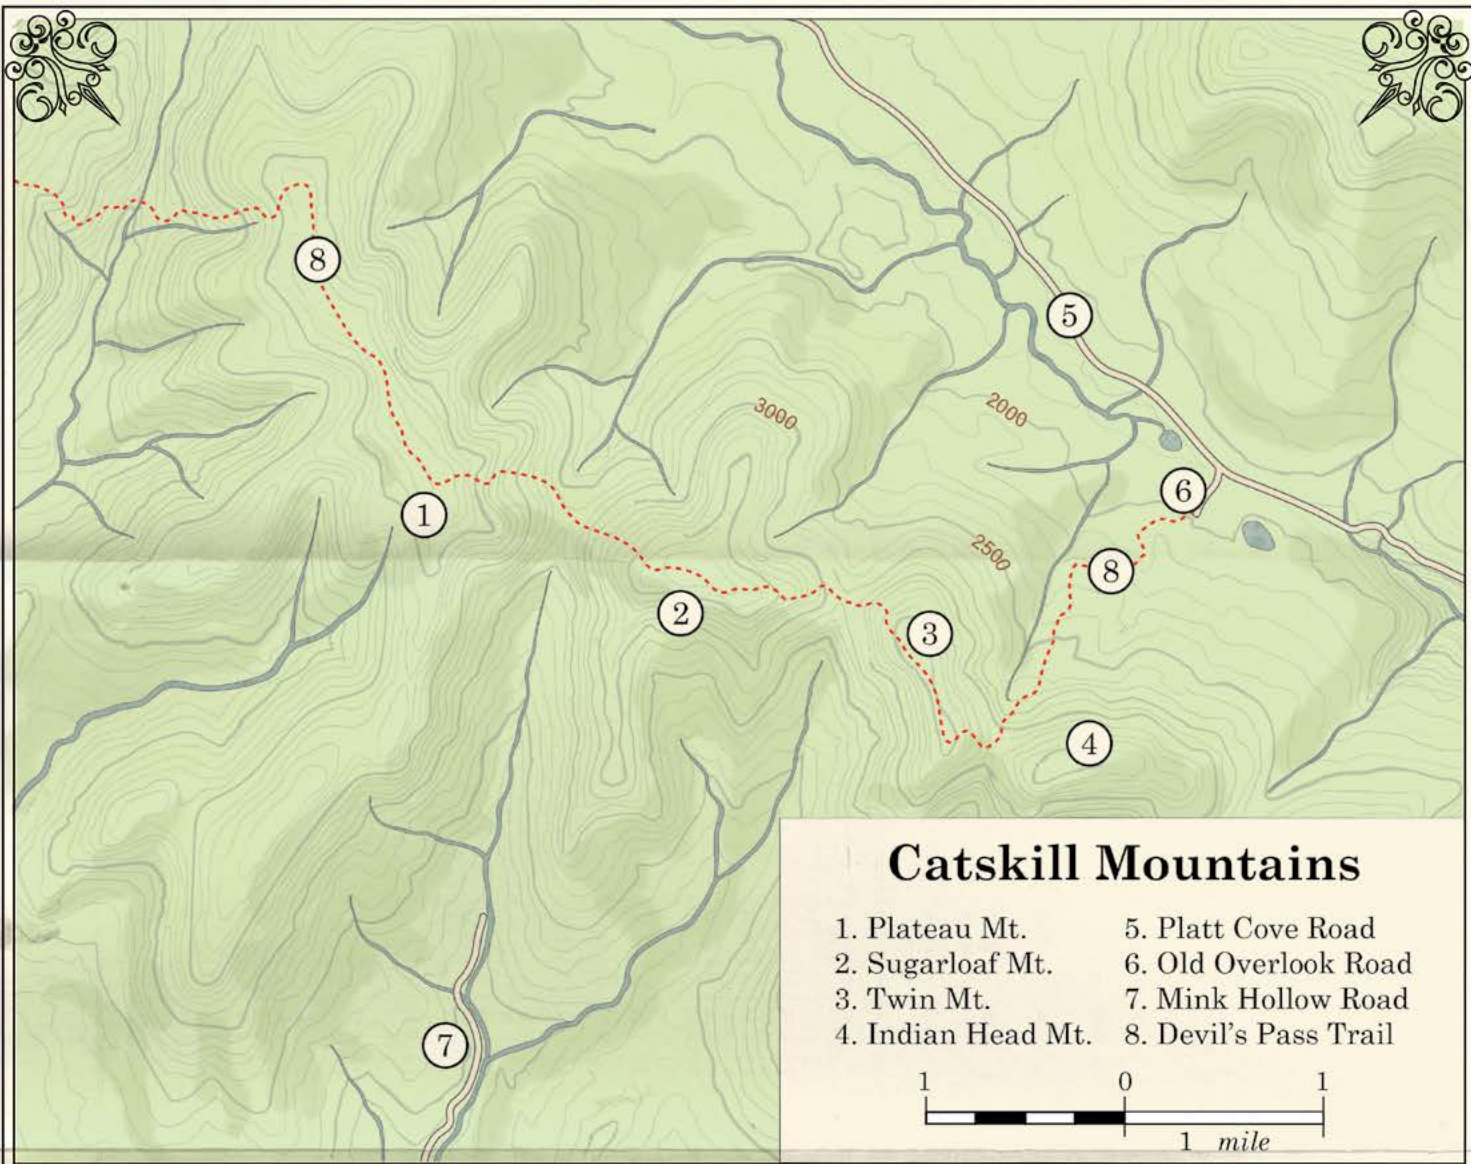 8
5
3000
2000
6
1
2500
8
2
3
4
7
Catskill Mountains
1. Plateau Mt.
2. Sugarloaf Mt.
3. Twin Mt.
4. Indian Head Mt.
5. Platt Cove Road
6. Old Overlook Road
7. Mink Hollow Road
8. Devil's Pass Trail
1 0 1
1 mile